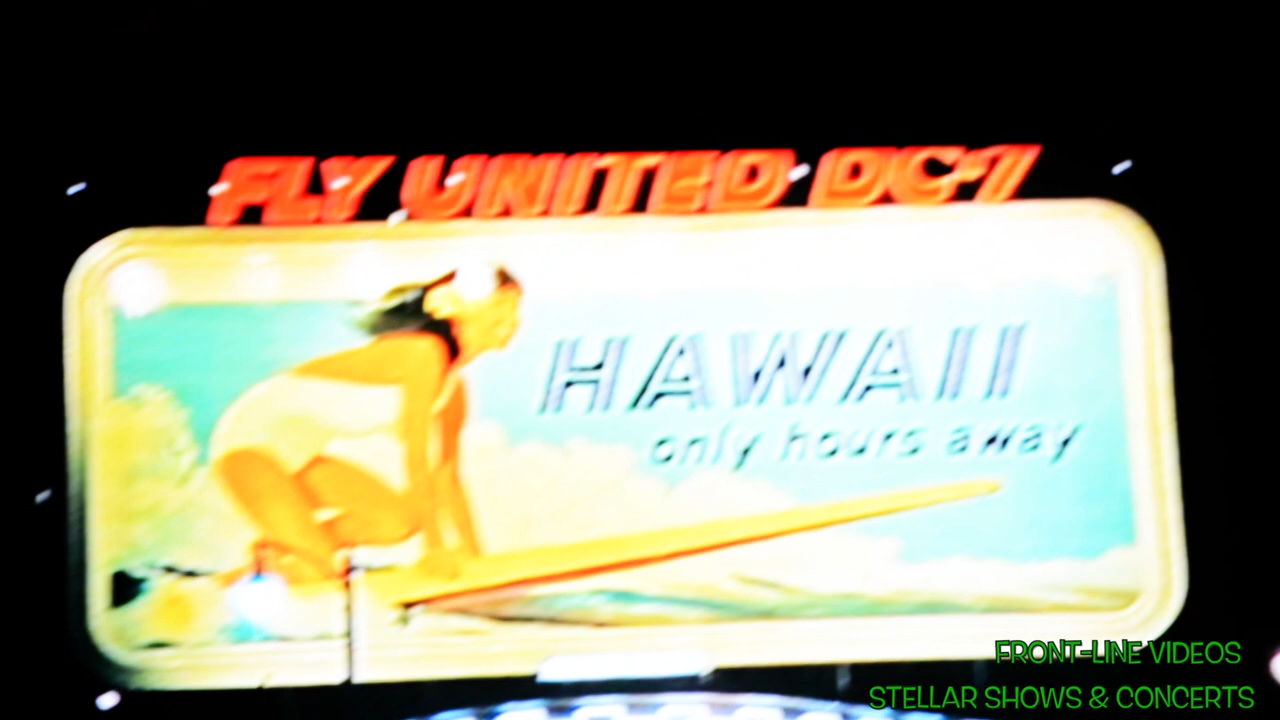 FLY UNITED DC-7
HAWAII
only hours away
FRONT-LINE VIDEOS
STELLAR SHOWS & CONCERTS